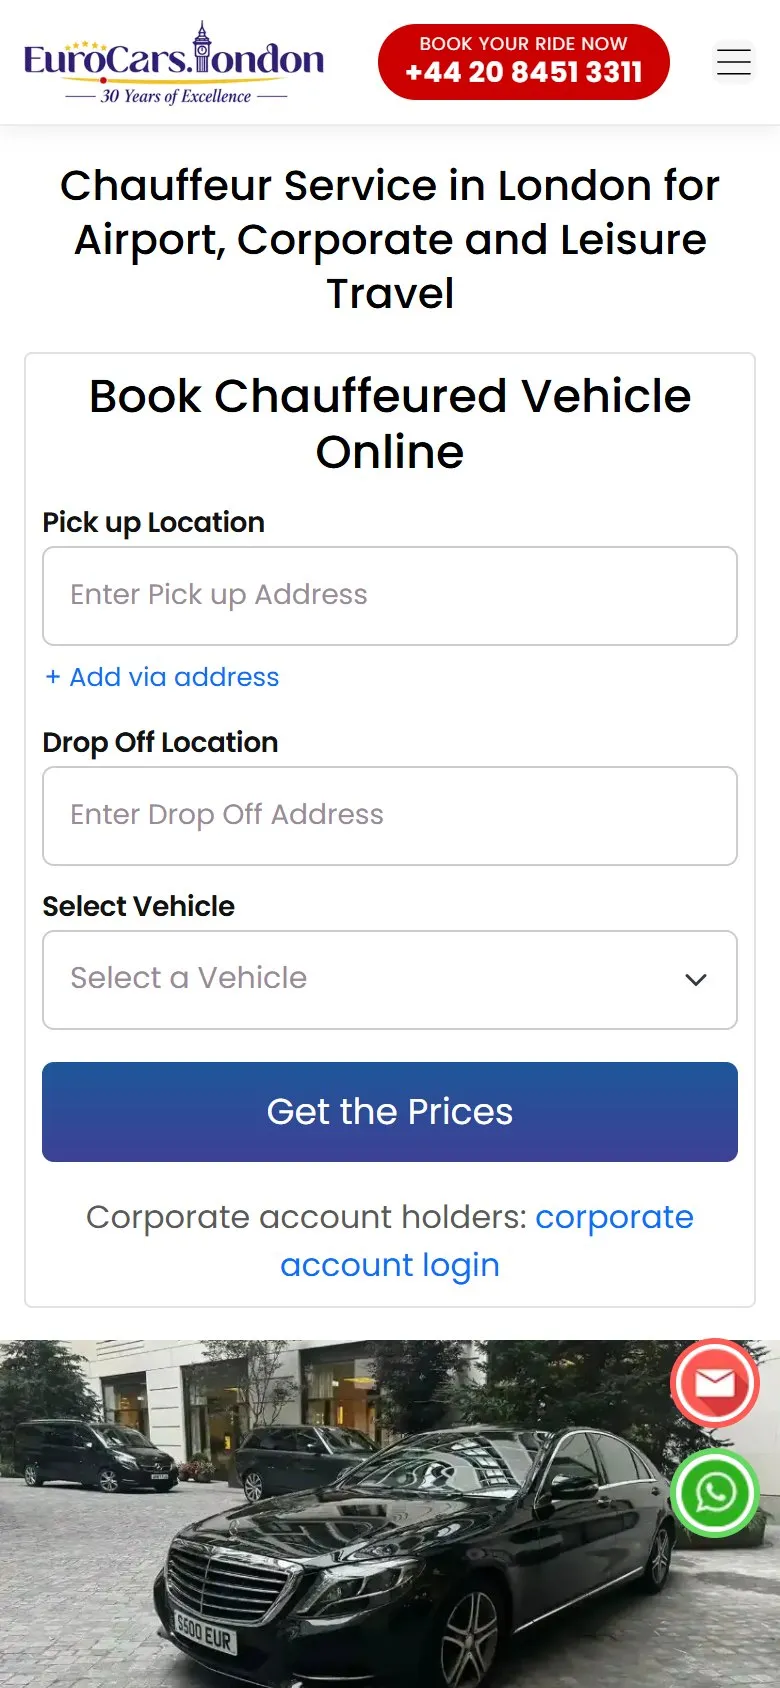 EuroCars.london
30 Years of Excellence
BOOK YOUR RIDE NOW
+44 20 8451 3311
Chauffeur Service in London for
Airport, Corporate and Leisure
Travel
Book Chauffeured Vehicle
Online
Pick up Location
Enter Pick up Address
+ Add via address
Drop Off Location
Enter Drop Off Address
Select Vehicle
Select a Vehicle
Get the Prices
Corporate account holders: corporate
account login
S500 EUR